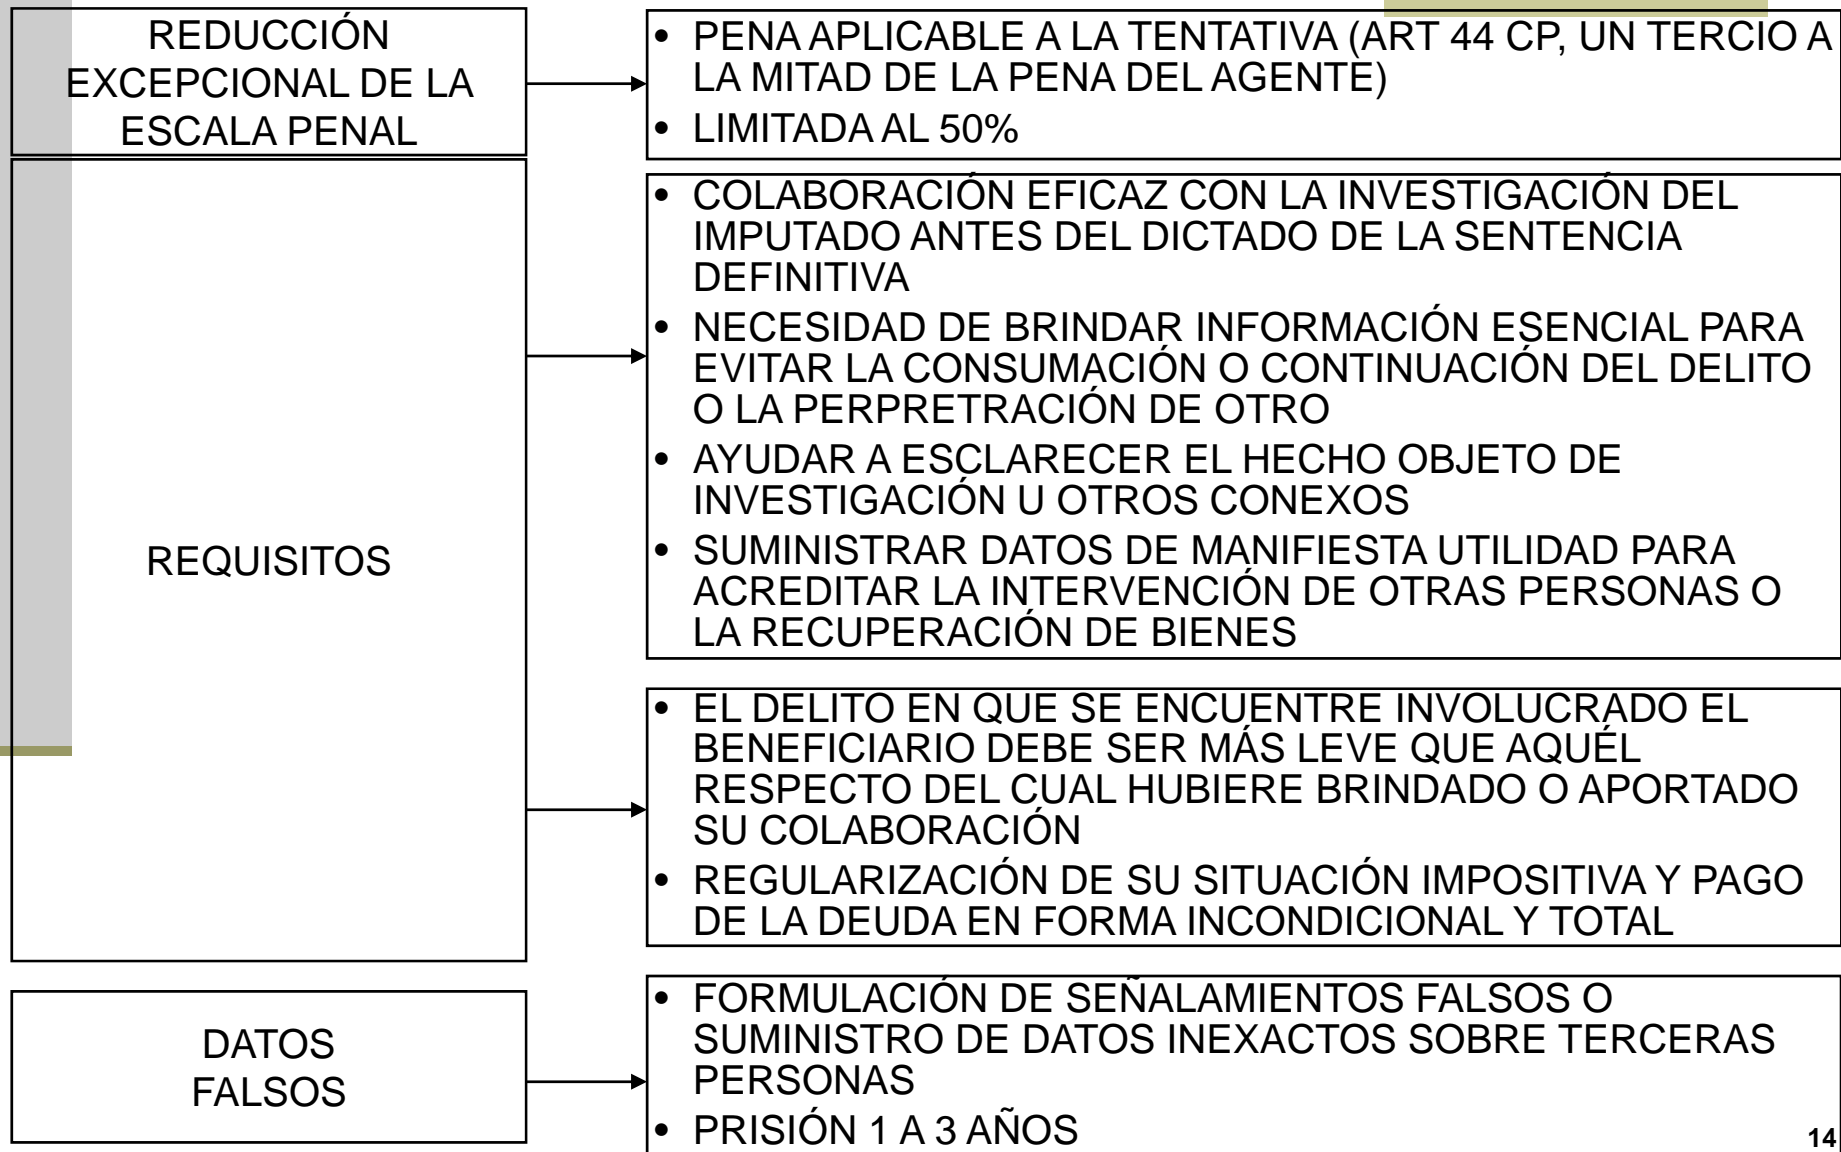 REDUCCIÓN
EXCEPCIONAL DE LA
ESCALA PENAL
• PENA APLICABLE A LA TENTATIVA (ART 44 CP, UN TERCIO A
LA MITAD DE LA PENA DEL AGENTE)
• LIMITADA AL 50%
REQUISITOS
• COLABORACIÓN EFICAZ CON LA INVESTIGACIÓN DEL
IMPUTADO ANTES DEL DICTADO DE LA SENTENCIA
DEFINITIVA
• NECESIDAD DE BRINDAR INFORMACIÓN ESENCIAL PARA
EVITAR LA CONSUMACIÓN O CONTINUACIÓN DEL DELITO
O LA PERPRETRACIÓN DE OTRO
• AYUDAR A ESCLARECER EL HECHO OBJETO DE
INVESTIGACIÓN U OTROS CONEXOS
• SUMINISTRAR DATOS DE MANIFIESTA UTILIDAD PARA
ACREDITAR LA INTERVENCIÓN DE OTRAS PERSONAS O
LA RECUPERACIÓN DE BIENES
• EL DELITO EN QUE SE ENCUENTRE INVOLUCRADO EL
BENEFICIARIO DEBE SER MÁS LEVE QUE AQUÉL
RESPECTO DEL CUAL HUBIERE BRINDADO O APORTADO
SU COLABORACIÓN
• REGULARIZACIÓN DE SU SITUACIÓN IMPOSITIVA Y PAGO
DE LA DEUDA EN FORMA INCONDICIONAL Y TOTAL
DATOS
FALSOS
• FORMULACIÓN DE SEÑALAMIENTOS FALSOS O
SUMINISTRO DE DATOS INEXACTOS SOBRE TERCERAS
PERSONAS
• PRISIÓN 1 A 3 AÑOS
14